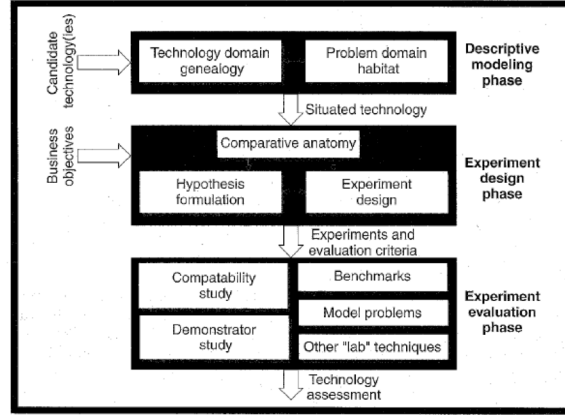 Candidate
technology(ies)
Technology domain
genealogy
Problem domain
habitat
Descriptive
modeling
phase
Situated technology
Business
objectives
Comparative anatomy
Hypothesis
formulation
Experiment
design
Experiment
design
phase
Experiments and
evaluation criteria
Compatability
study
Demonstrator
study
Benchmarks
Model problems
Other "lab" techniques
Experiment
evaluation
phase
Technology
assessment